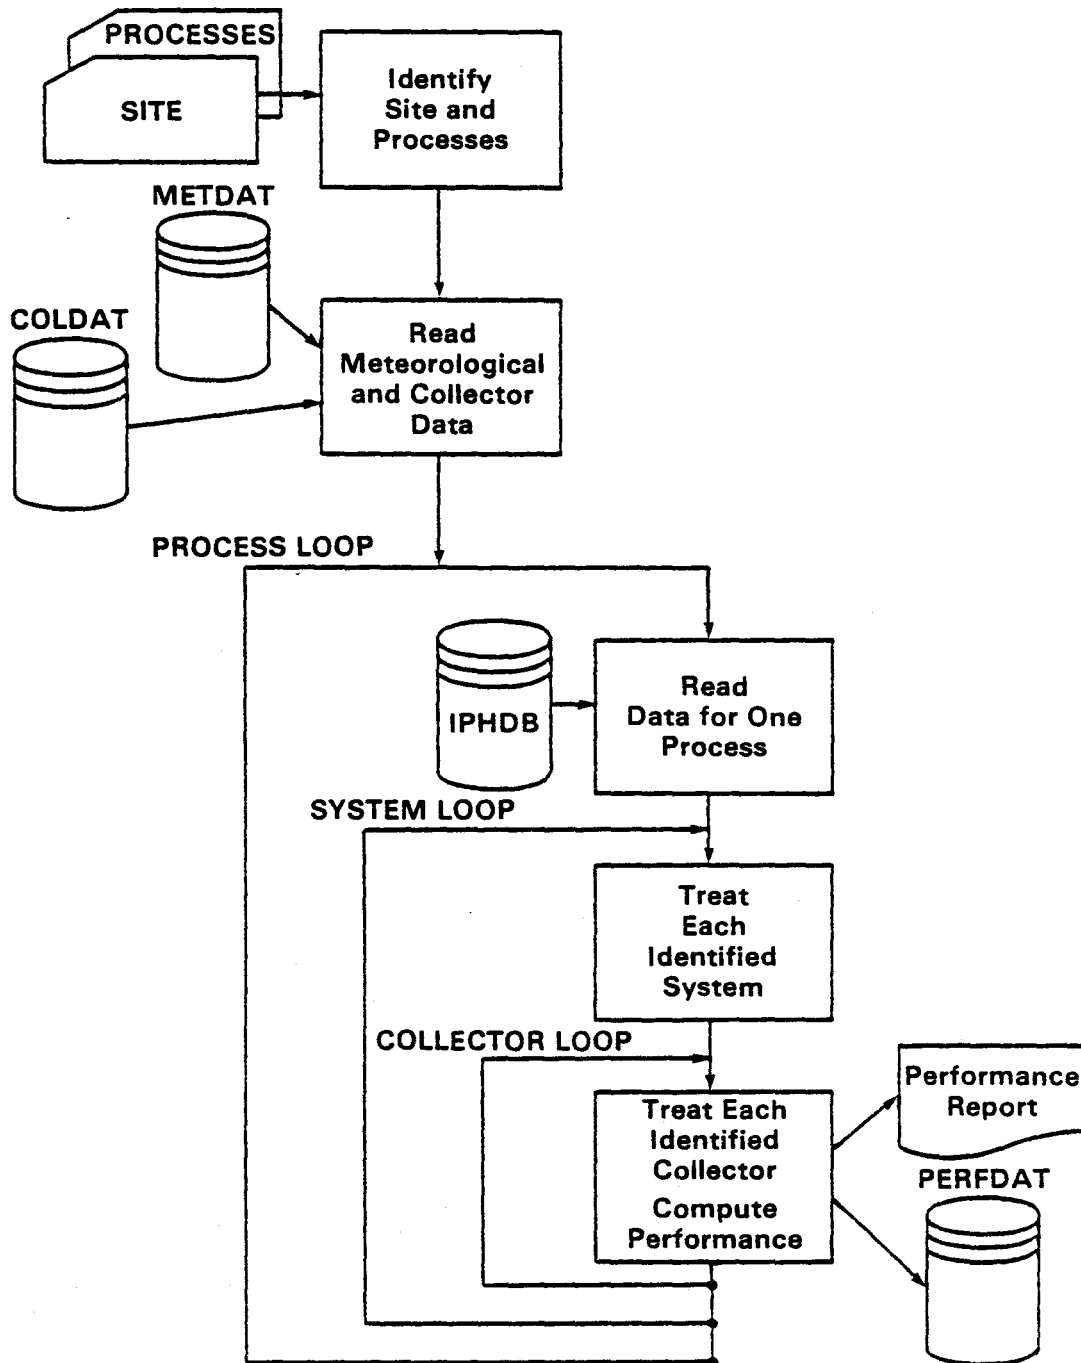 PROCESSES
SITE
Identify
Site and
Processes
METDAT
COLDAT
Read
Meteorological
and Collector
Data
PROCESS LOOP
IPHDB
Read
Data for One
Process
SYSTEM LOOP
Treat
Each
Identified
System
COLLECTOR LOOP
Treat Each
Identified
Collector
Compute
Performance
Performance
Report
PERFDAT